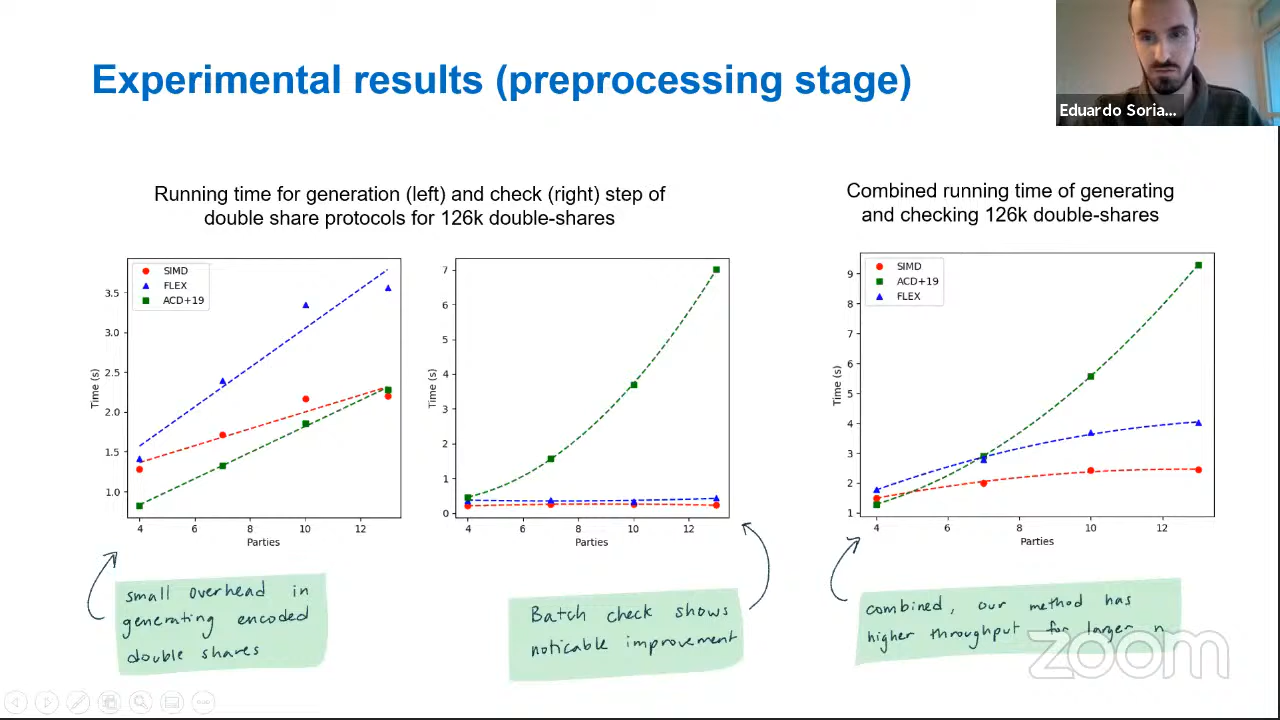 Experimental results (preprocessing stage)
Eduardo Soria...
Running time for generation (left) and check (right) step of
double share protocols for 126k double-shares
Combined running time of generating
and checking 126k double-shares
SIMD
FLEX
ACD+19
3.5
3.0
2.5
2.0
1.5
1.0
Time (s)
4
6
8
10
12
Parties
7
6
5
4
3
2
1
0
Time (s)
4
6
8
10
12
Parties
SIMD
ACD+19
FLEX
9
8
7
6
5
4
3
2
1
Time (s)
4
6
8
10
12
Parties
small overhead in
generating encoded
double shares
Batch check shows
noticable improvement
combined, our method has
higher throughput for larger n
zoom